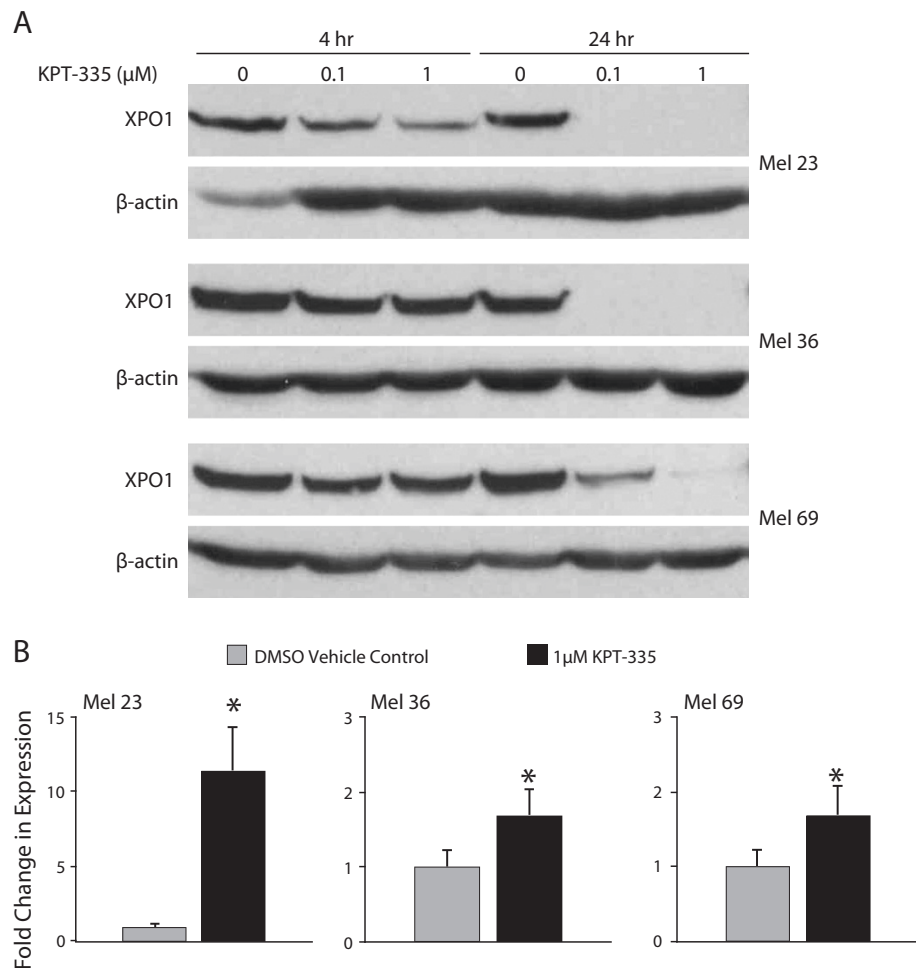 A
4 hr 24 hr
KPT-335 (μM) 0 0.1 1 0 0.1 1
XPO1
Mel 23
β-actin
XPO1
Mel 36
β-actin
XPO1
Mel 69
β-actin
B
DMSO Vehicle Control 1μM KPT-335
Mel 23 Mel 36 Mel 69
Fold Change in Expression
15 3 3
* * *
10 2 2
5 1 1
0 0 0